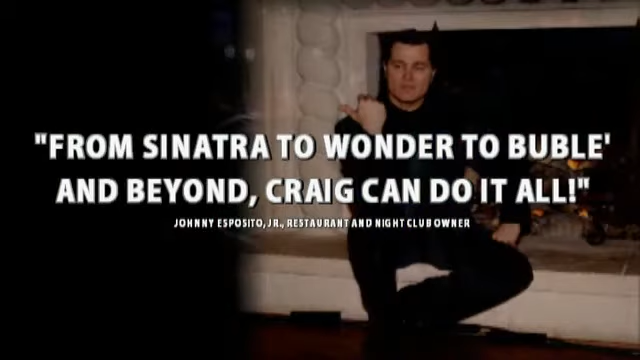 "FROM SINATRA TO WONDER TO BUBLE'
AND BEYOND, CRAIG CAN DO IT ALL!"
JOHNNY ESPOSITO, JR., RESTAURANT AND NIGHT CLUB OWNER